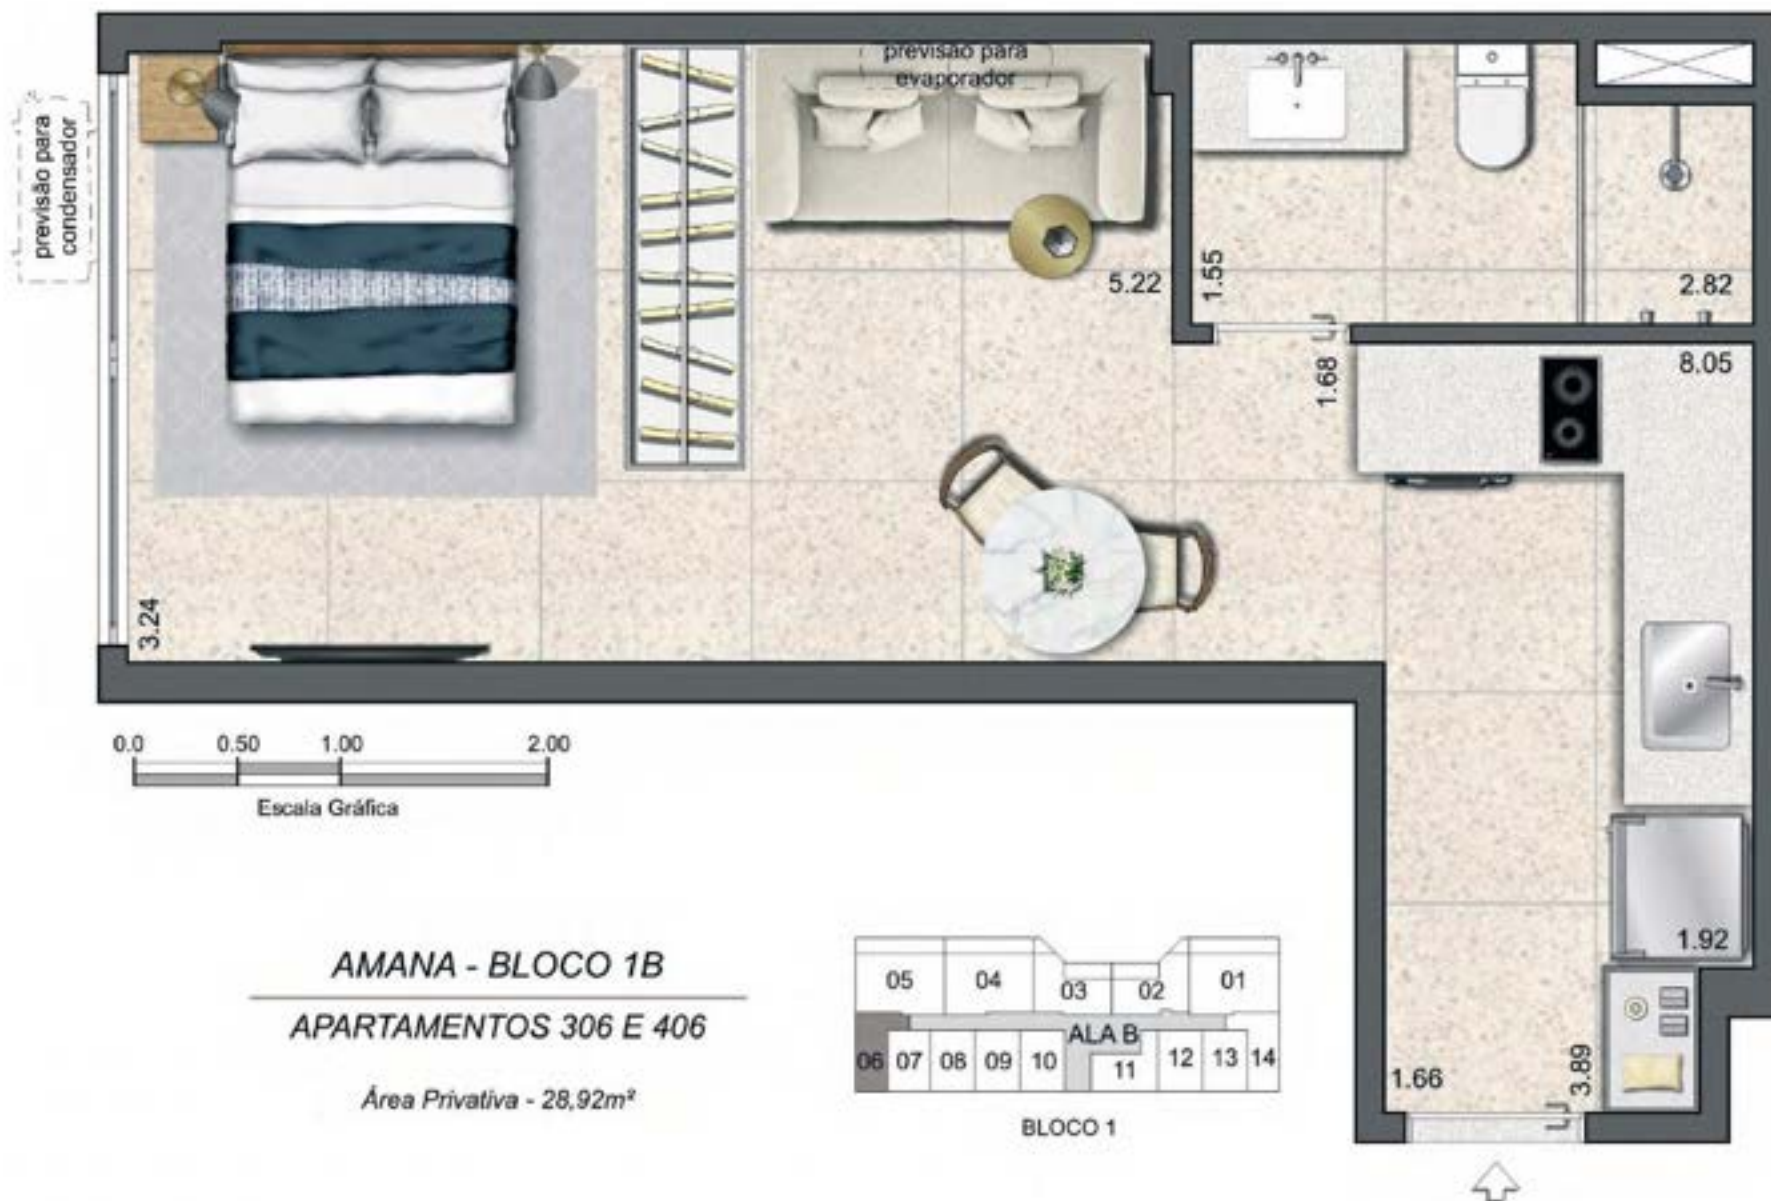 previsão para
evaporador
previsão para
condensador
5.22
1.55
2.82
1.68
8.05
3.24
0.0 0.50 1.00 2.00
Escala Gráfica
1.92
1.66
3.89
AMANA - BLOCO 1B
APARTAMENTOS 306 E 406
Área Privativa - 28,92m²
05 04 03 02 01
ALA B
06 07 08 09 10 11 12 13 14
BLOCO 1